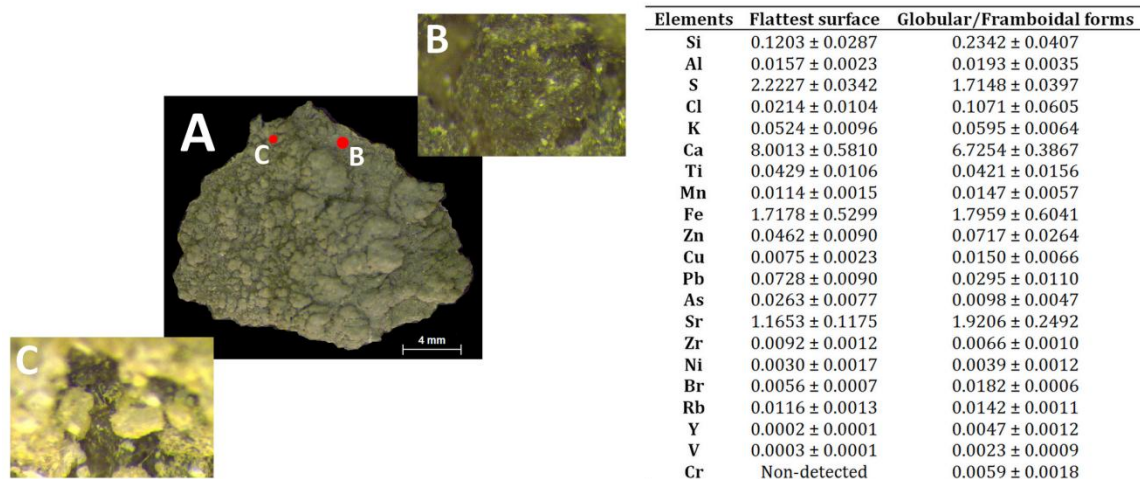 B
A
C
B
4 mm
C
Elements Flattest surface Globular/Framboidal forms
Si 0.1203 ± 0.0287 0.2342 ± 0.0407
Al 0.0157 ± 0.0023 0.0193 ± 0.0035
S 2.2227 ± 0.0342 1.7148 ± 0.0397
Cl 0.0214 ± 0.0104 0.1071 ± 0.0605
K 0.0524 ± 0.0096 0.0595 ± 0.0064
Ca 8.0013 ± 0.5810 6.7254 ± 0.3867
Ti 0.0429 ± 0.0106 0.0421 ± 0.0156
Mn 0.0114 ± 0.0015 0.0147 ± 0.0057
Fe 1.7178 ± 0.5299 1.7959 ± 0.6041
Zn 0.0462 ± 0.0090 0.0717 ± 0.0264
Cu 0.0075 ± 0.0023 0.0150 ± 0.0066
Pb 0.0728 ± 0.0090 0.0295 ± 0.0110
As 0.0263 ± 0.0077 0.0098 ± 0.0047
Sr 1.1653 ± 0.1175 1.9206 ± 0.2492
Zr 0.0092 ± 0.0012 0.0066 ± 0.0010
Ni 0.0030 ± 0.0017 0.0039 ± 0.0012
Br 0.0056 ± 0.0007 0.0182 ± 0.0006
Rb 0.0116 ± 0.0013 0.0142 ± 0.0011
Y 0.0002 ± 0.0001 0.0047 ± 0.0012
V 0.0003 ± 0.0001 0.0023 ± 0.0009
Cr Non-detected 0.0059 ± 0.0018